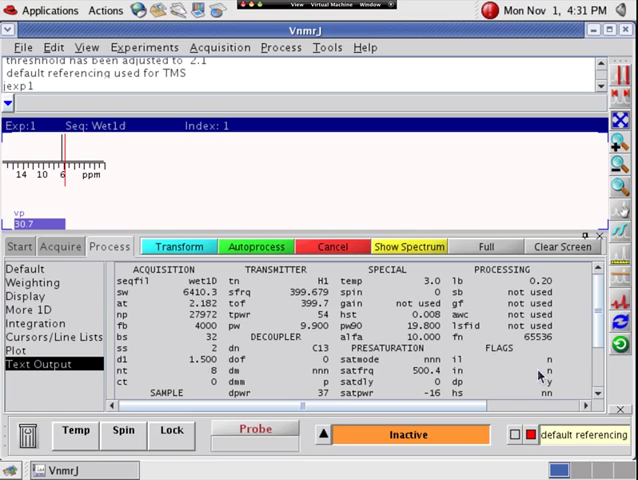 View Virtual Machine Window
Applications Actions Mon Nov 1, 4:31 PM
VnmrJ
File Edit View Experiments Acquisition Process Tools Help
threshhold has been adjusted to 2.1
default referencing used for TMS
jexp1
Exp:1 Seq: Wet1d Index: 1
14 10 6 ppm
vp
30.7
Start Acquire Process Transform Autoprocess Cancel Show Spectrum Full Clear Screen
Default
Weighting
Display
More 1D
Integration
Cursors/Line Lists
Plot
Text Output
ACQUISITION TRANSMITTER SPECIAL PROCESSING
seqfil wet1D tn H1 temp 3.0 lb 0.20
sw 6410.3 sfrq 399.679 spin 0 sb not used
at 2.182 tof 399.7 gain not used gf not used
np 27972 tpwr 54 hst 0.008 awc not used
fb 4000 pw 9.900 pw90 19.800 lsfid not used
bs 32 DECOUPLER alfa 10.000 fn 65536
ss 2 dn C13 PRESATURATION FLAGS
d1 1.500 dof 0 satmode nnn il n
nt 8 dm nnn satfrq 500.4 in n
ct 0 dmm p satdly 0 dp y
SAMPLE dpwr 37 satpwr -16 hs nn
Temp Spin Lock Probe Inactive default referencing
VnmrJ